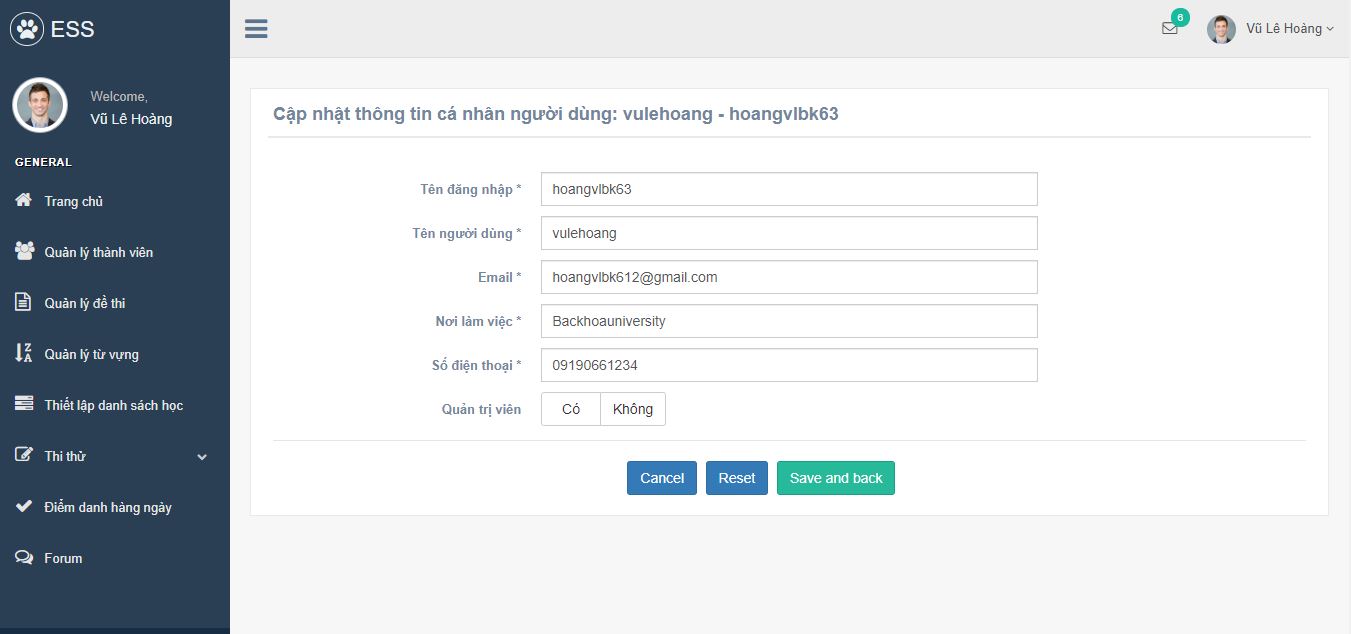 ESS
6
Vũ Lê Hoàng
Welcome,
Vũ Lê Hoàng
GENERAL
Trang chủ
Quản lý thành viên
Quản lý đề thi
Quản lý từ vựng
Thiết lập danh sách học
Thi thử
Điểm danh hàng ngày
Forum
Cập nhật thông tin cá nhân người dùng: vulehoang - hoangvlbk63
Tên đăng nhập * hoangvlbk63
Tên người dùng * vulehoang
Email * hoangvlbk612@gmail.com
Nơi làm việc * Backhoauniversity
Số điện thoại * 09190661234
Quản trị viên Có Không
Cancel Reset Save and back